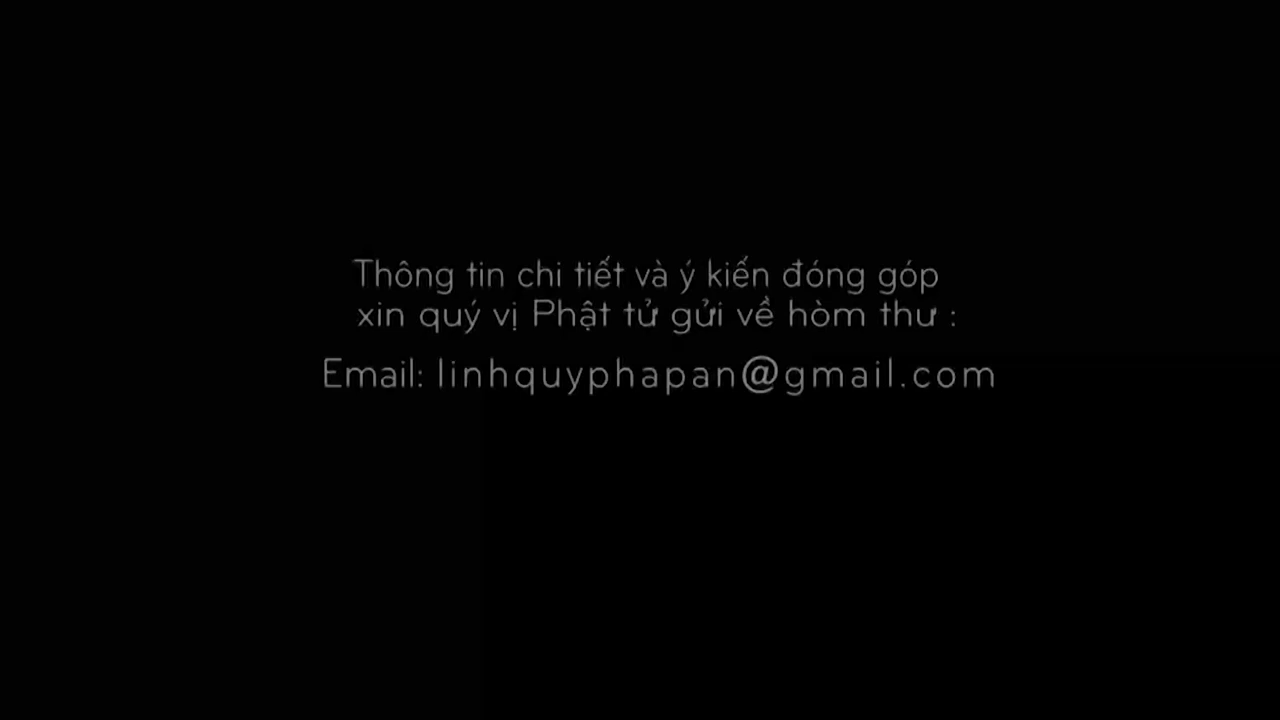 Thông tin chi tiết và ý kiến đóng góp
xin quý vị Phật tử gửi về hòm thư :
Email: linhquyphapan@gmail.com